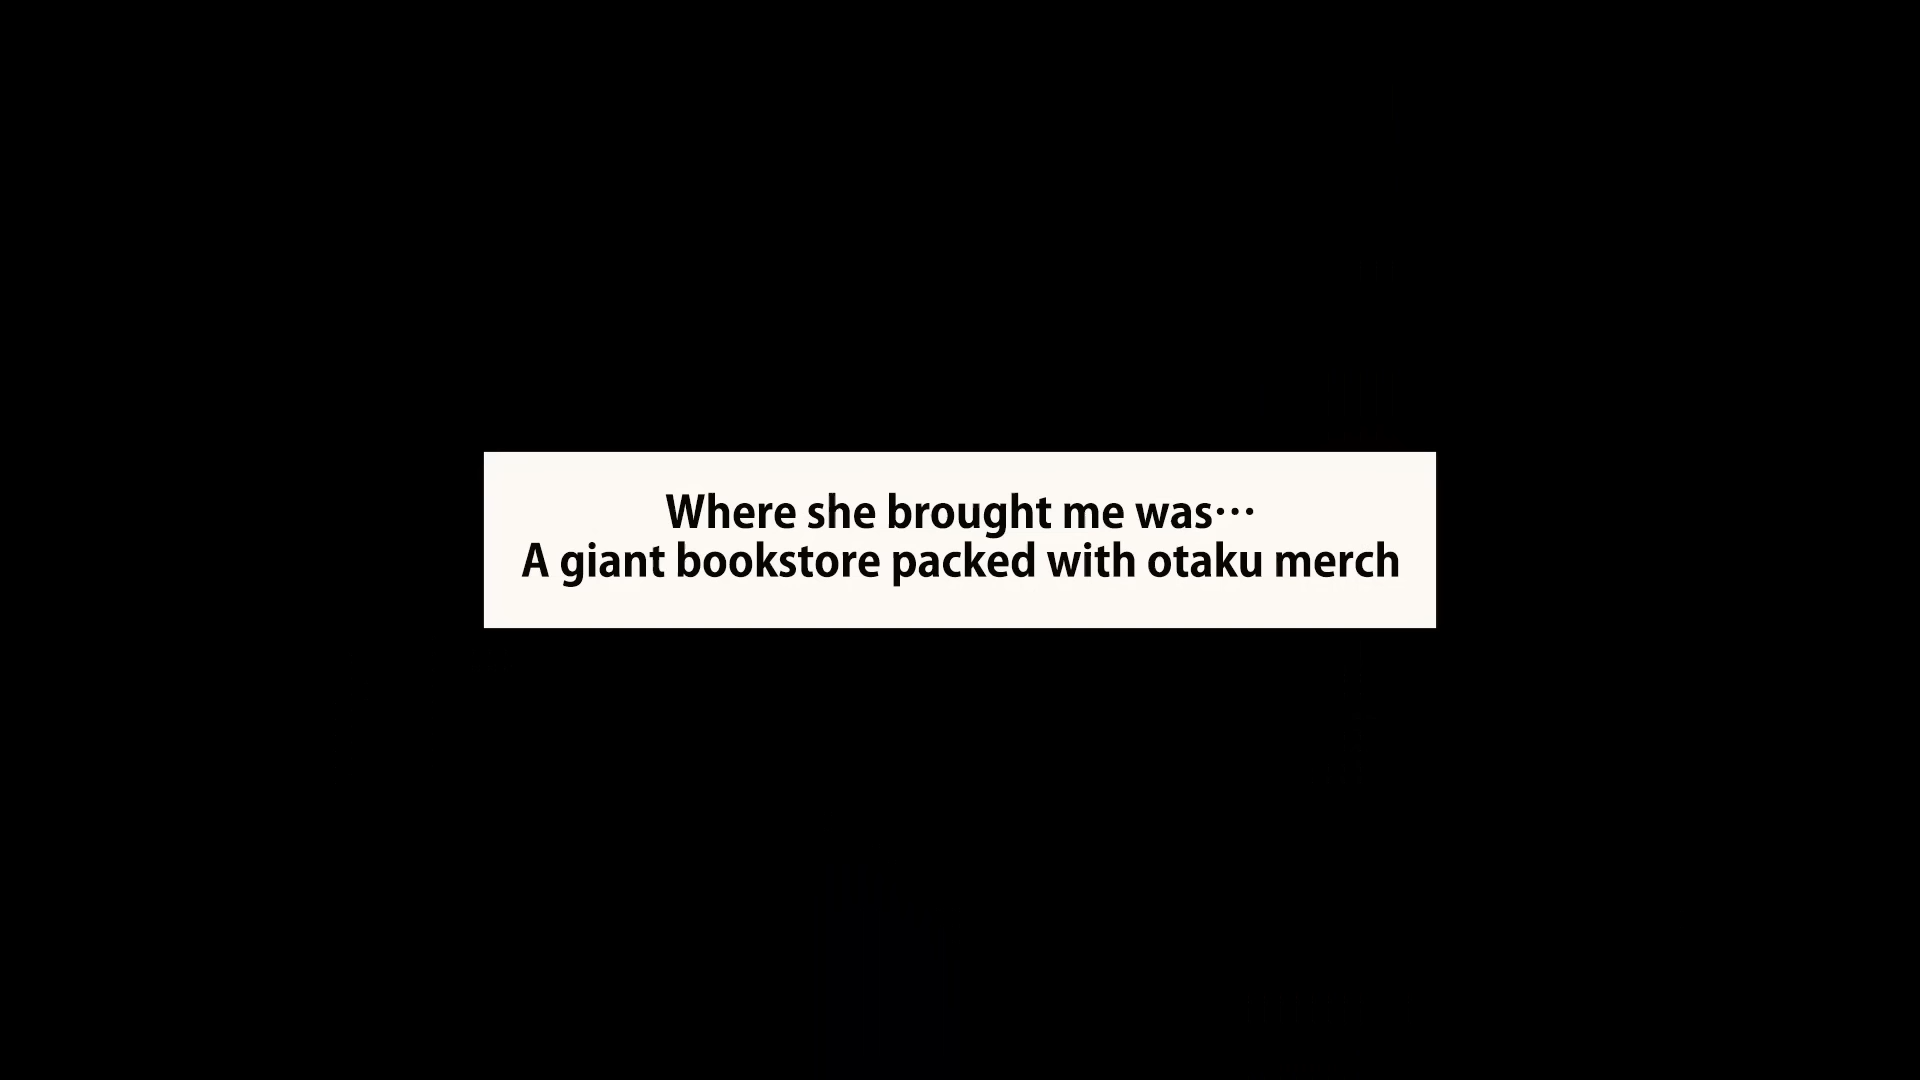 Where she brought me was…
A giant bookstore packed with otaku merch